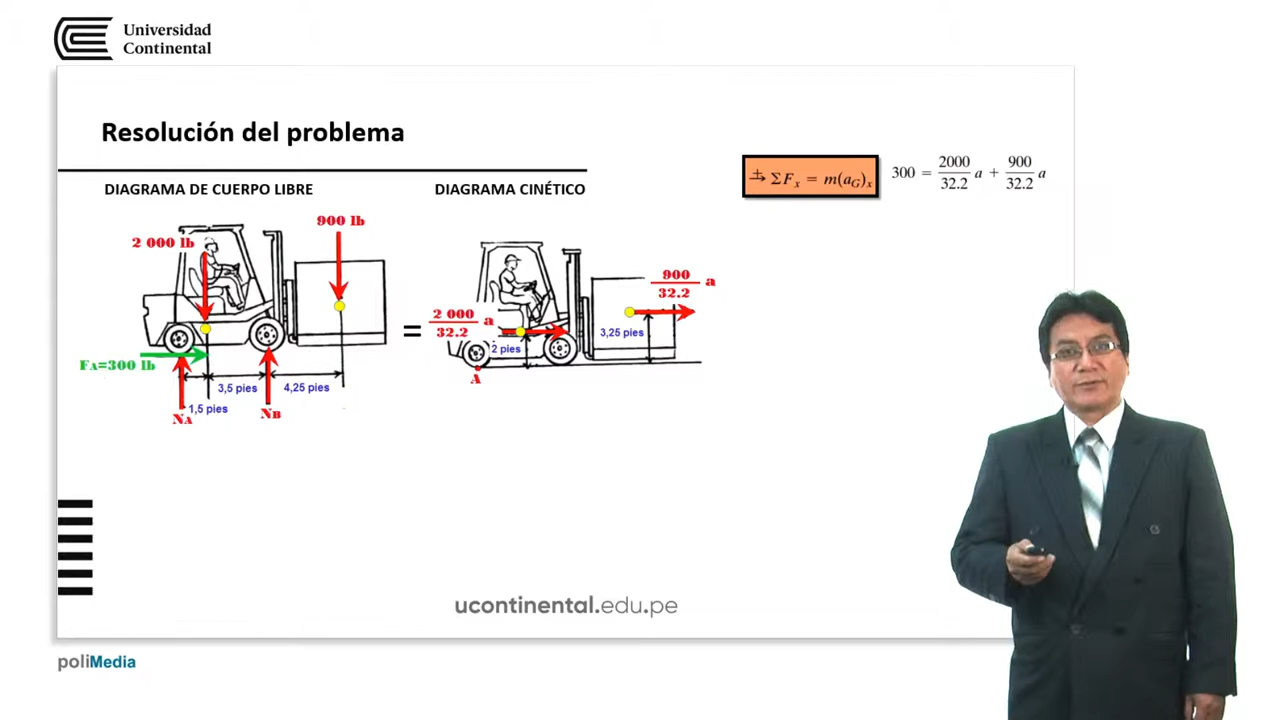 Universidad
Continental
Resolución del problema
DIAGRAMA DE CUERPO LIBRE
DIAGRAMA CINÉTICO
+→ ΣFx = m(aG)x
300 = 2000/32.2 a + 900/32.2 a
900 lb
2 000 lb
900/32.2 a
=
2 000/32.2 a
3,25 pies
2 pies
FA=300 lb
A
3,5 pies
4,25 pies
1,5 pies
NA
NB
ucontinental.edu.pe
poliMedia